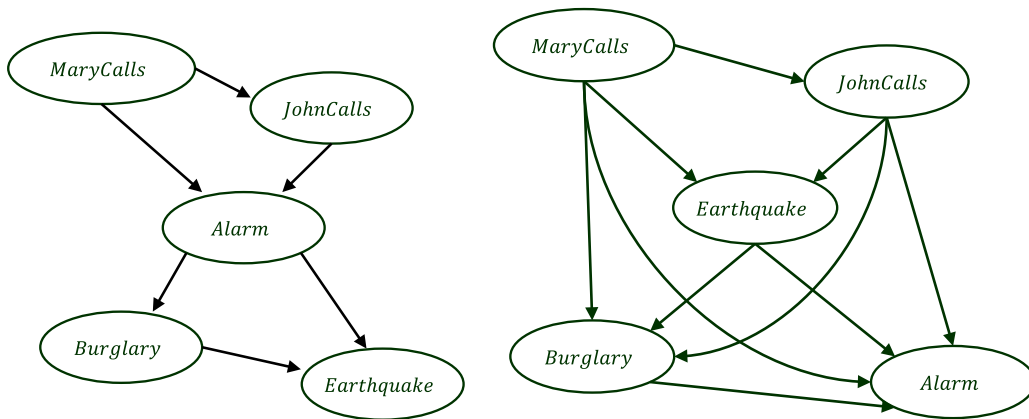 MaryCalls
JohnCalls
Alarm
Burglary
Earthquake
MaryCalls
JohnCalls
Earthquake
Burglary
Alarm